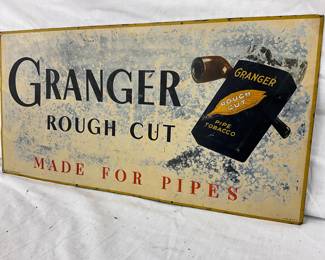 GRANGER
ROUGH CUT
MADE FOR PIPES
GRANGER
ROUGH CUT
PIPE
TOBACCO